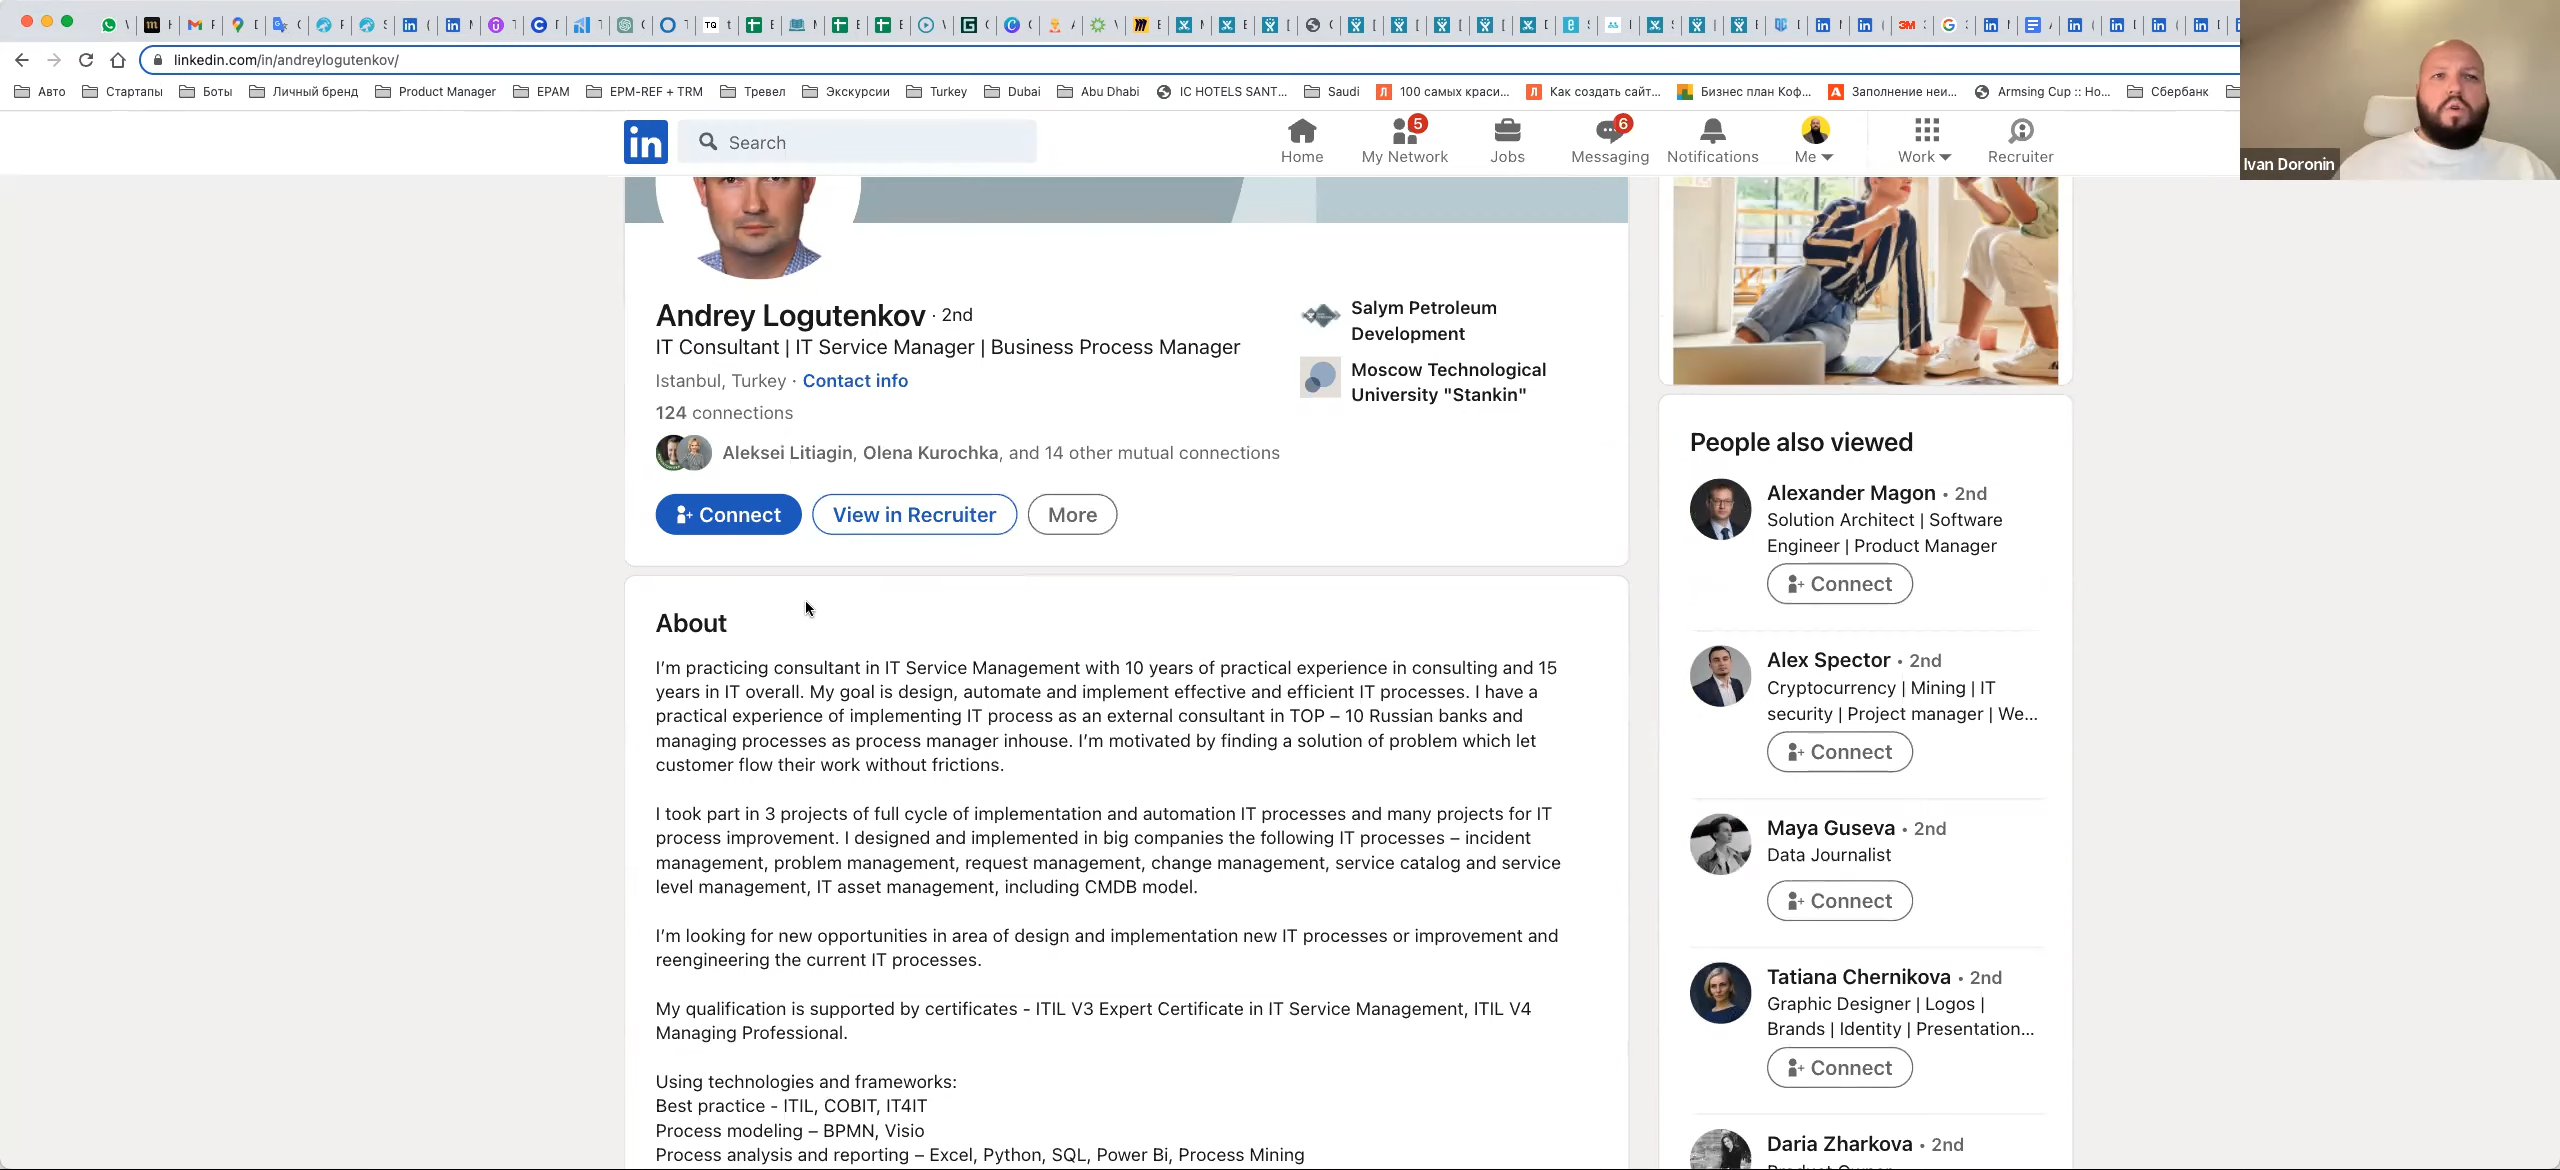 linkedin.com/in/andreylogutenkov/
Авто
Стартапы
Боты
Личный бренд
Product Manager
EPAM
EPM-REF + TRM
Тревел
Экскурсии
Turkey
Dubai
Abu Dhabi
IC HOTELS SANT...
Saudi
100 самых краси...
Как создать сайт...
Бизнес план Коф...
Заполнение неи...
Armsing Cup :: Ho...
Сбербанк
in
Search
Home
5
My Network
Jobs
6
Messaging
Notifications
Me
Work
Recruiter
Ivan Doronin
Andrey Logutenkov · 2nd
IT Consultant | IT Service Manager | Business Process Manager
Istanbul, Turkey · Contact info
124 connections
Aleksei Litiagin, Olena Kurochka, and 14 other mutual connections
Connect
View in Recruiter
More
Salym Petroleum
Development
Moscow Technological
University "Stankin"
About
I'm practicing consultant in IT Service Management with 10 years of practical experience in consulting and 15
years in IT overall. My goal is design, automate and implement effective and efficient IT processes. I have a
practical experience of implementing IT process as an external consultant in TOP – 10 Russian banks and
managing processes as process manager inhouse. I'm motivated by finding a solution of problem which let
customer flow their work without frictions.
I took part in 3 projects of full cycle of implementation and automation IT processes and many projects for IT
process improvement. I designed and implemented in big companies the following IT processes – incident
management, problem management, request management, change management, service catalog and service
level management, IT asset management, including CMDB model.
I'm looking for new opportunities in area of design and implementation new IT processes or improvement and
reengineering the current IT processes.
My qualification is supported by certificates - ITIL V3 Expert Certificate in IT Service Management, ITIL V4
Managing Professional.
Using technologies and frameworks:
Best practice - ITIL, COBIT, IT4IT
Process modeling – BPMN, Visio
Process analysis and reporting – Excel, Python, SQL, Power Bi, Process Mining
People also viewed
Alexander Magon • 2nd
Solution Architect | Software
Engineer | Product Manager
Connect
Alex Spector • 2nd
Cryptocurrency | Mining | IT
security | Project manager | We...
Connect
Maya Guseva • 2nd
Data Journalist
Connect
Tatiana Chernikova • 2nd
Graphic Designer | Logos |
Brands | Identity | Presentation...
Connect
Daria Zharkova • 2nd